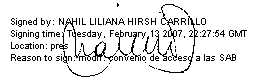 Signed by: NAHIL LILIANA HIRSH CARRILLO
Signing time: Tuesday, February, 13 2007, 22:27:54 GMT
Location: pres
Reason to sign: modif. convenio de acceso a las SAB